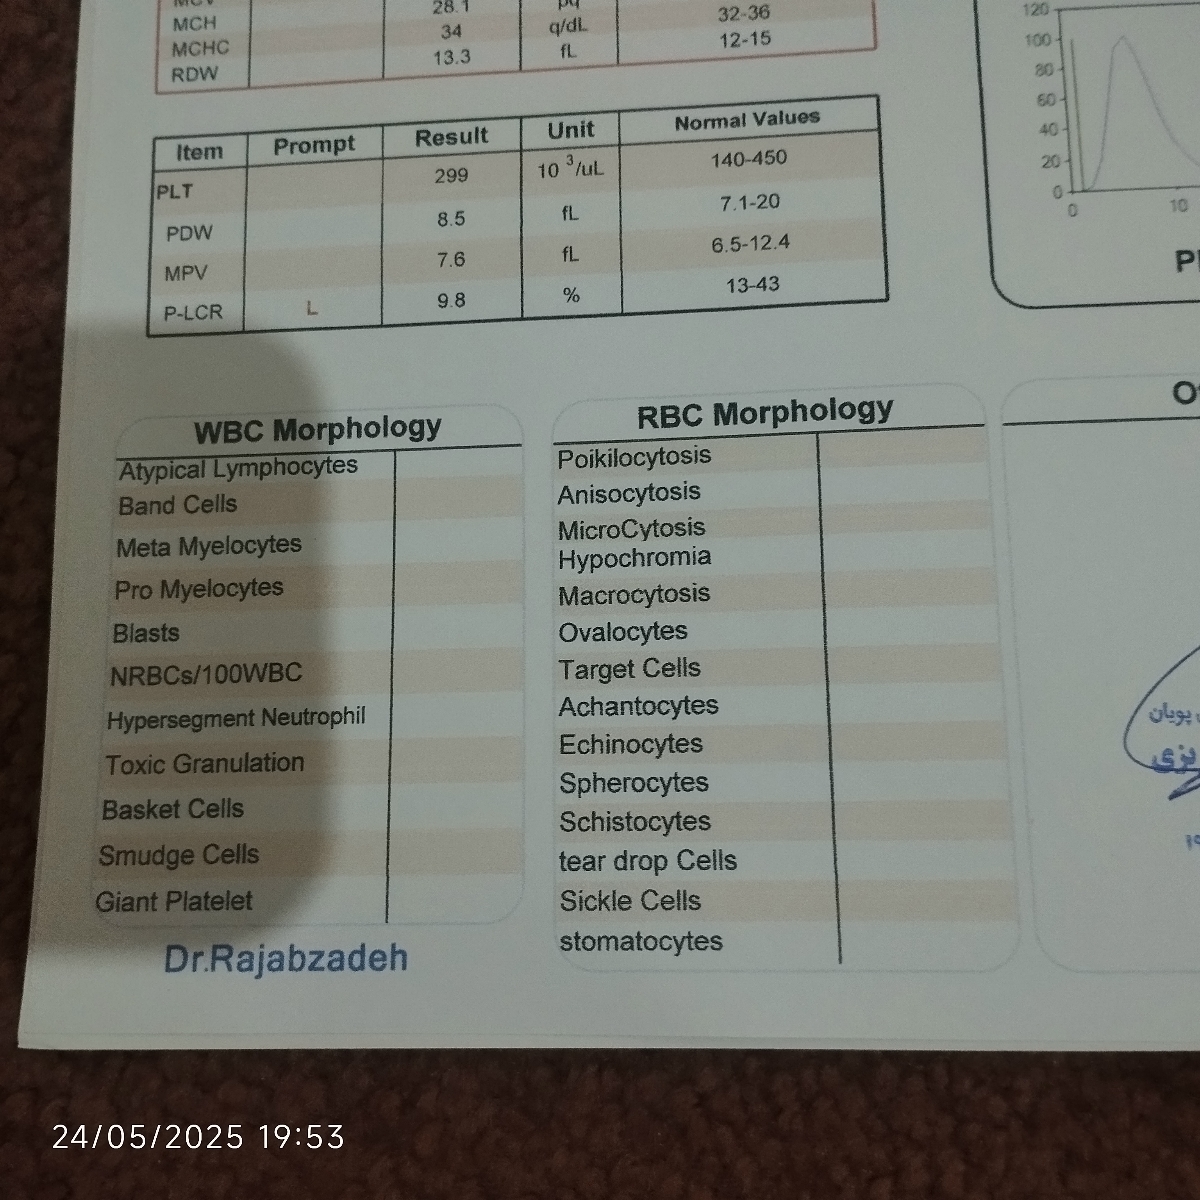 MCV
MCH 28.1 pg
MCHC 34 q/dL 32-36
RDW 13.3 fL 12-15
Item Prompt Result Unit Normal Values
PLT 299 10 3/uL 140-450
PDW 8.5 fL 7.1-20
MPV 7.6 fL 6.5-12.4
P-LCR L 9.8 % 13-43
120
100
80
60
40
20
0
0 10
WBC Morphology
Atypical Lymphocytes
Band Cells
Meta Myelocytes
Pro Myelocytes
Blasts
NRBCs/100WBC
Hypersegment Neutrophil
Toxic Granulation
Basket Cells
Smudge Cells
Giant Platelet
Dr.Rajabzadeh
RBC Morphology
Poikilocytosis
Anisocytosis
MicroCytosis
Hypochromia
Macrocytosis
Ovalocytes
Target Cells
Achantocytes
Echinocytes
Spherocytes
Schistocytes
tear drop Cells
Sickle Cells
stomatocytes
پویان
24/05/2025 19:53